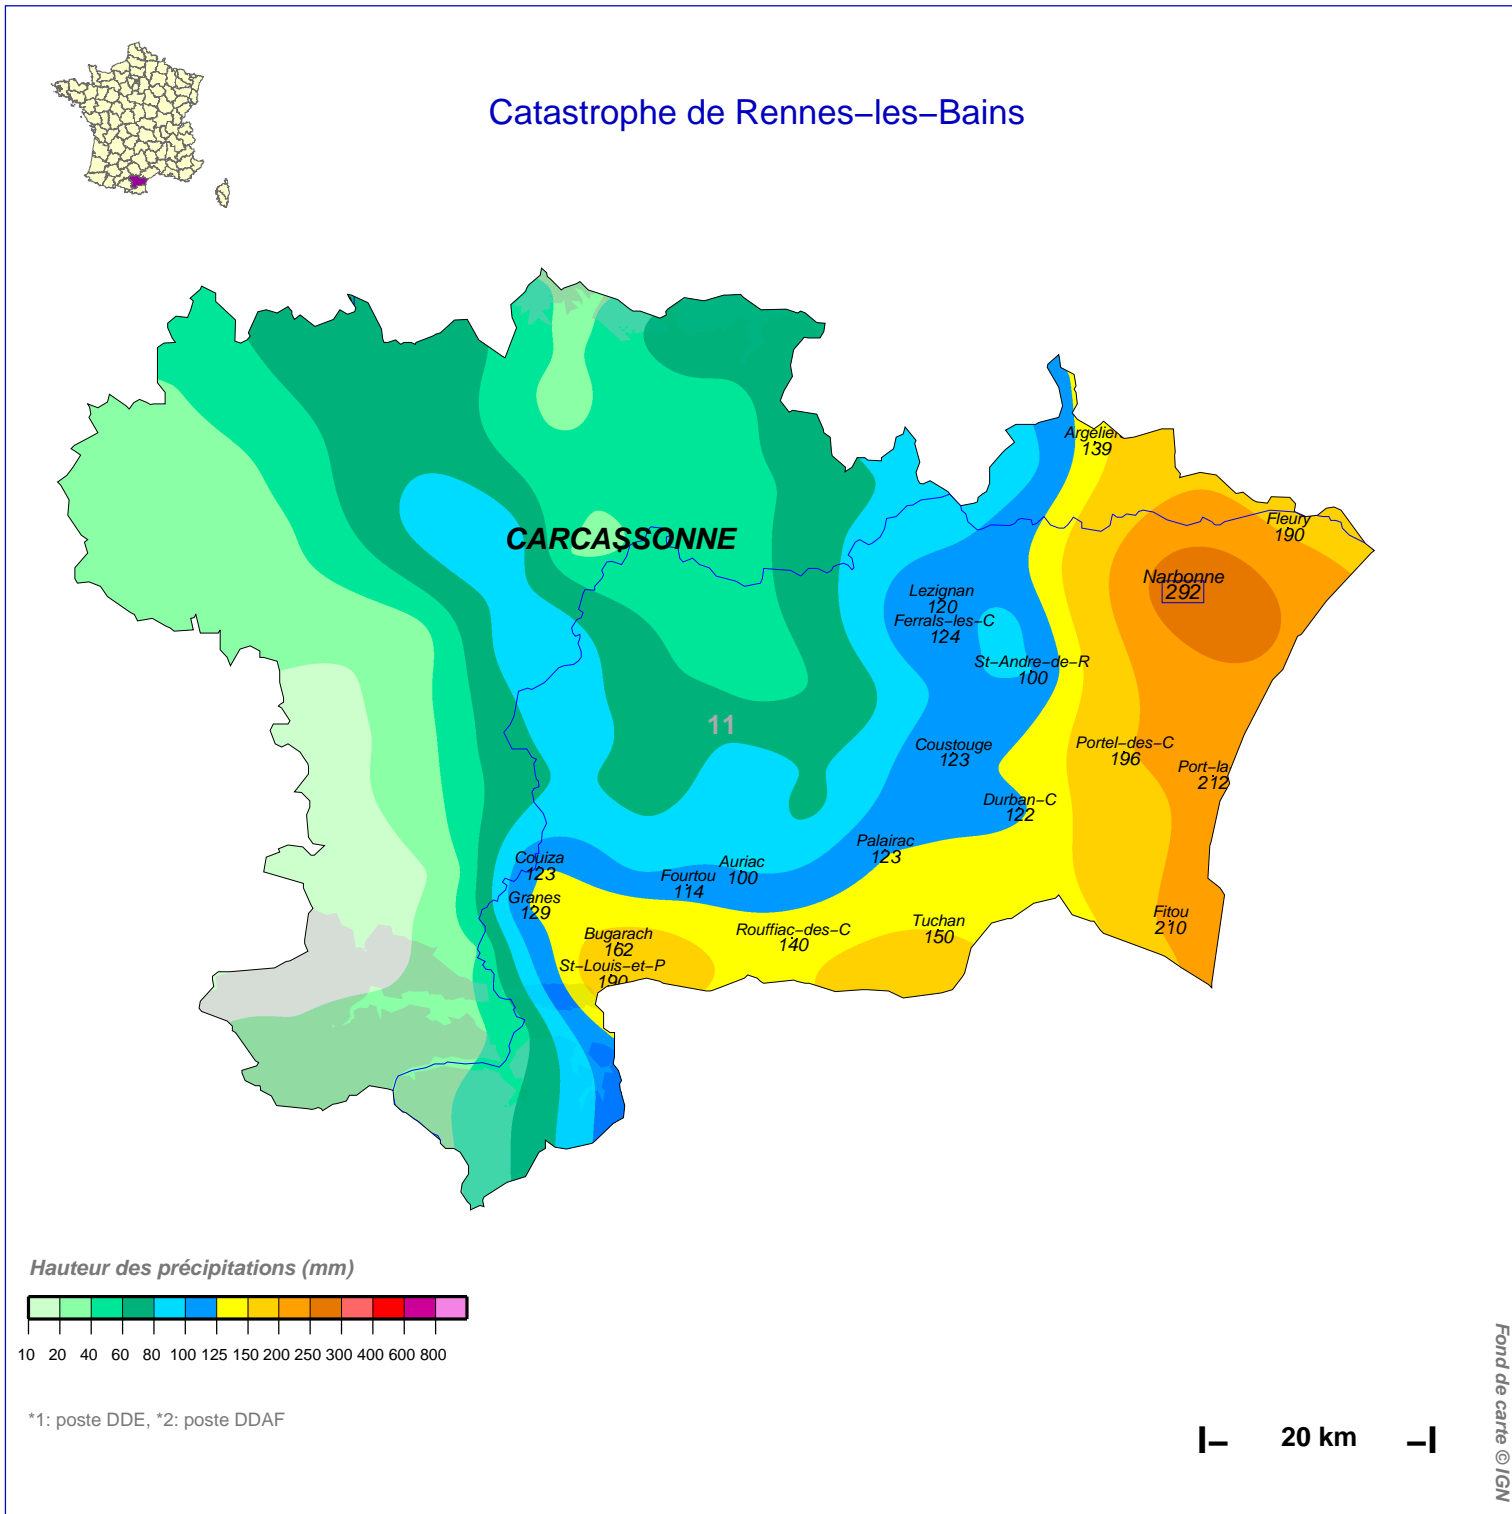 Catastrophe de Rennes–les–Bains
Argelier
139
Fleury
190
CARCASSONNE
Narbonne
292
Lezignan
120
Ferrals–les–C
124
St–Andre–de–R
100
11
Coustouge
123
Portel–des–C
196
Port–la
212
Durban–C
122
Palairac
123
Couiza
123
Auriac
100
Fourtou
114
Granes
129
Fitou
210
Tuchan
150
Rouffiac–des–C
140
Bugarach
162
St–Louis–et–P
190
Hauteur des précipitations (mm)
10 20 40 60 80 100 125 150 200 250 300 400 600 800
*1: poste DDE, *2: poste DDAF
20 km
Fond de carte © IGN